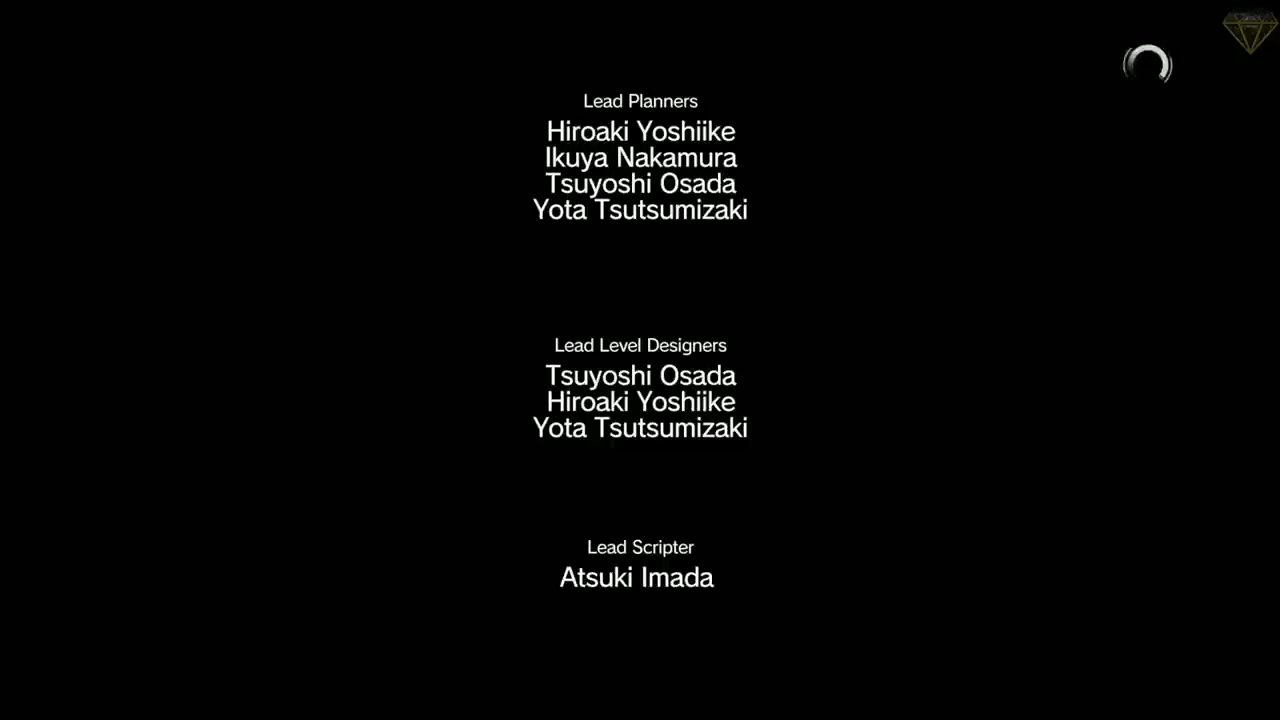 Lead Planners
Hiroaki Yoshiike
Ikuya Nakamura
Tsuyoshi Osada
Yota Tsutsumizaki
Lead Level Designers
Tsuyoshi Osada
Hiroaki Yoshiike
Yota Tsutsumizaki
Lead Scripter
Atsuki Imada